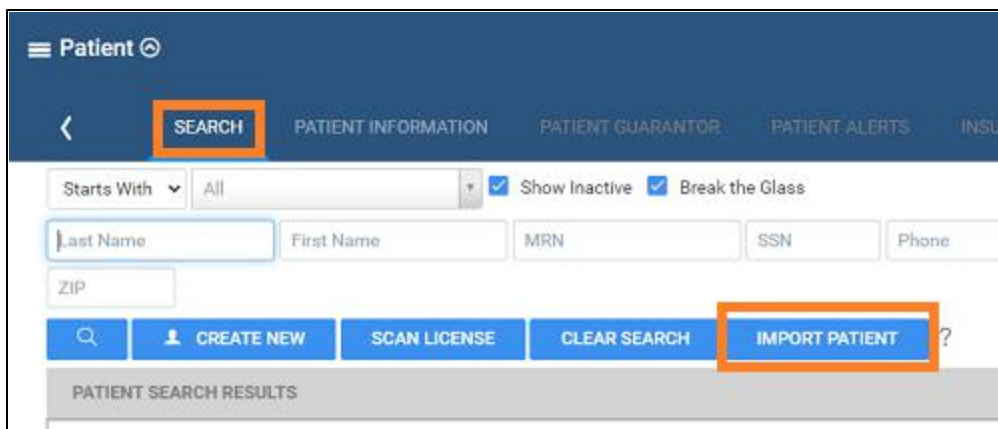 Patient
SEARCH PATIENT INFORMATION PATIENT GUARANTOR PATIENT ALERTS INSU
Starts With All Show Inactive Break the Glass
Last Name First Name MRN SSN Phone
ZIP
CREATE NEW SCAN LICENSE CLEAR SEARCH IMPORT PATIENT ?
PATIENT SEARCH RESULTS